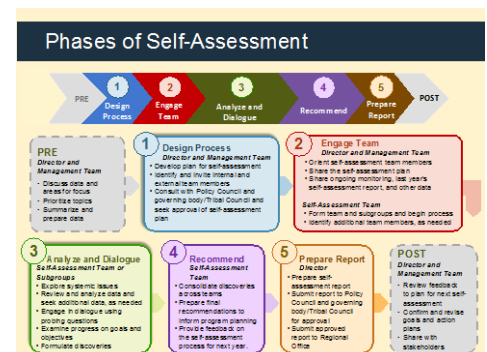 Phases of Self-Assessment
PRE
1
Design
Process
2
Engage
Team
3
Analyze and
Dialogue
4
Recommend
5
Prepare
Report
POST
PRE
Director and
Management Team
- Discuss data and
areas for focus
- Prioritize topics
- Summarize and
prepare data
1
Design Process
Director and Management Team
• Develop plan for self-assessment
• Identify and invite internal and
external team members
• Consult with Policy Council and
governing body/Tribal Council and
seek approval of self-assessment
plan
2
Engage Team
Director and Management Team
• Orient self-assessment team members
• Share the self-assessment plan
• Share ongoing monitoring, last year's
self-assessment report, and other data
Self-Assessment Team
• Form team and subgroups and begin process
• Identify additional team members, as needed
3
Analyze and Dialogue
Self-Assessment Team or
Subgroups
• Explore systemic issues
• Review and analyze data and
seek additional data, as needed
• Engage in dialogue using
probing questions
• Examine progress on goals and
objectives
• Formulate discoveries
4
Recommend
Self-Assessment
Team
• Consolidate discoveries
across teams
• Prepare final
recommendations to
inform program planning
• Provide feedback on
the self-assessment
process for next year.
5
Prepare Report
Director
• Prepare self-
assessment report
• Submit report to Policy
Council and governing
body/Tribal Council
for approval
• Submit approved
report to Regional
Office
POST
Director and
Management Team
- Review feedback
to plan for next self-
assessment
- Confirm and revise
goals and action
plans
- Share with
stakeholders